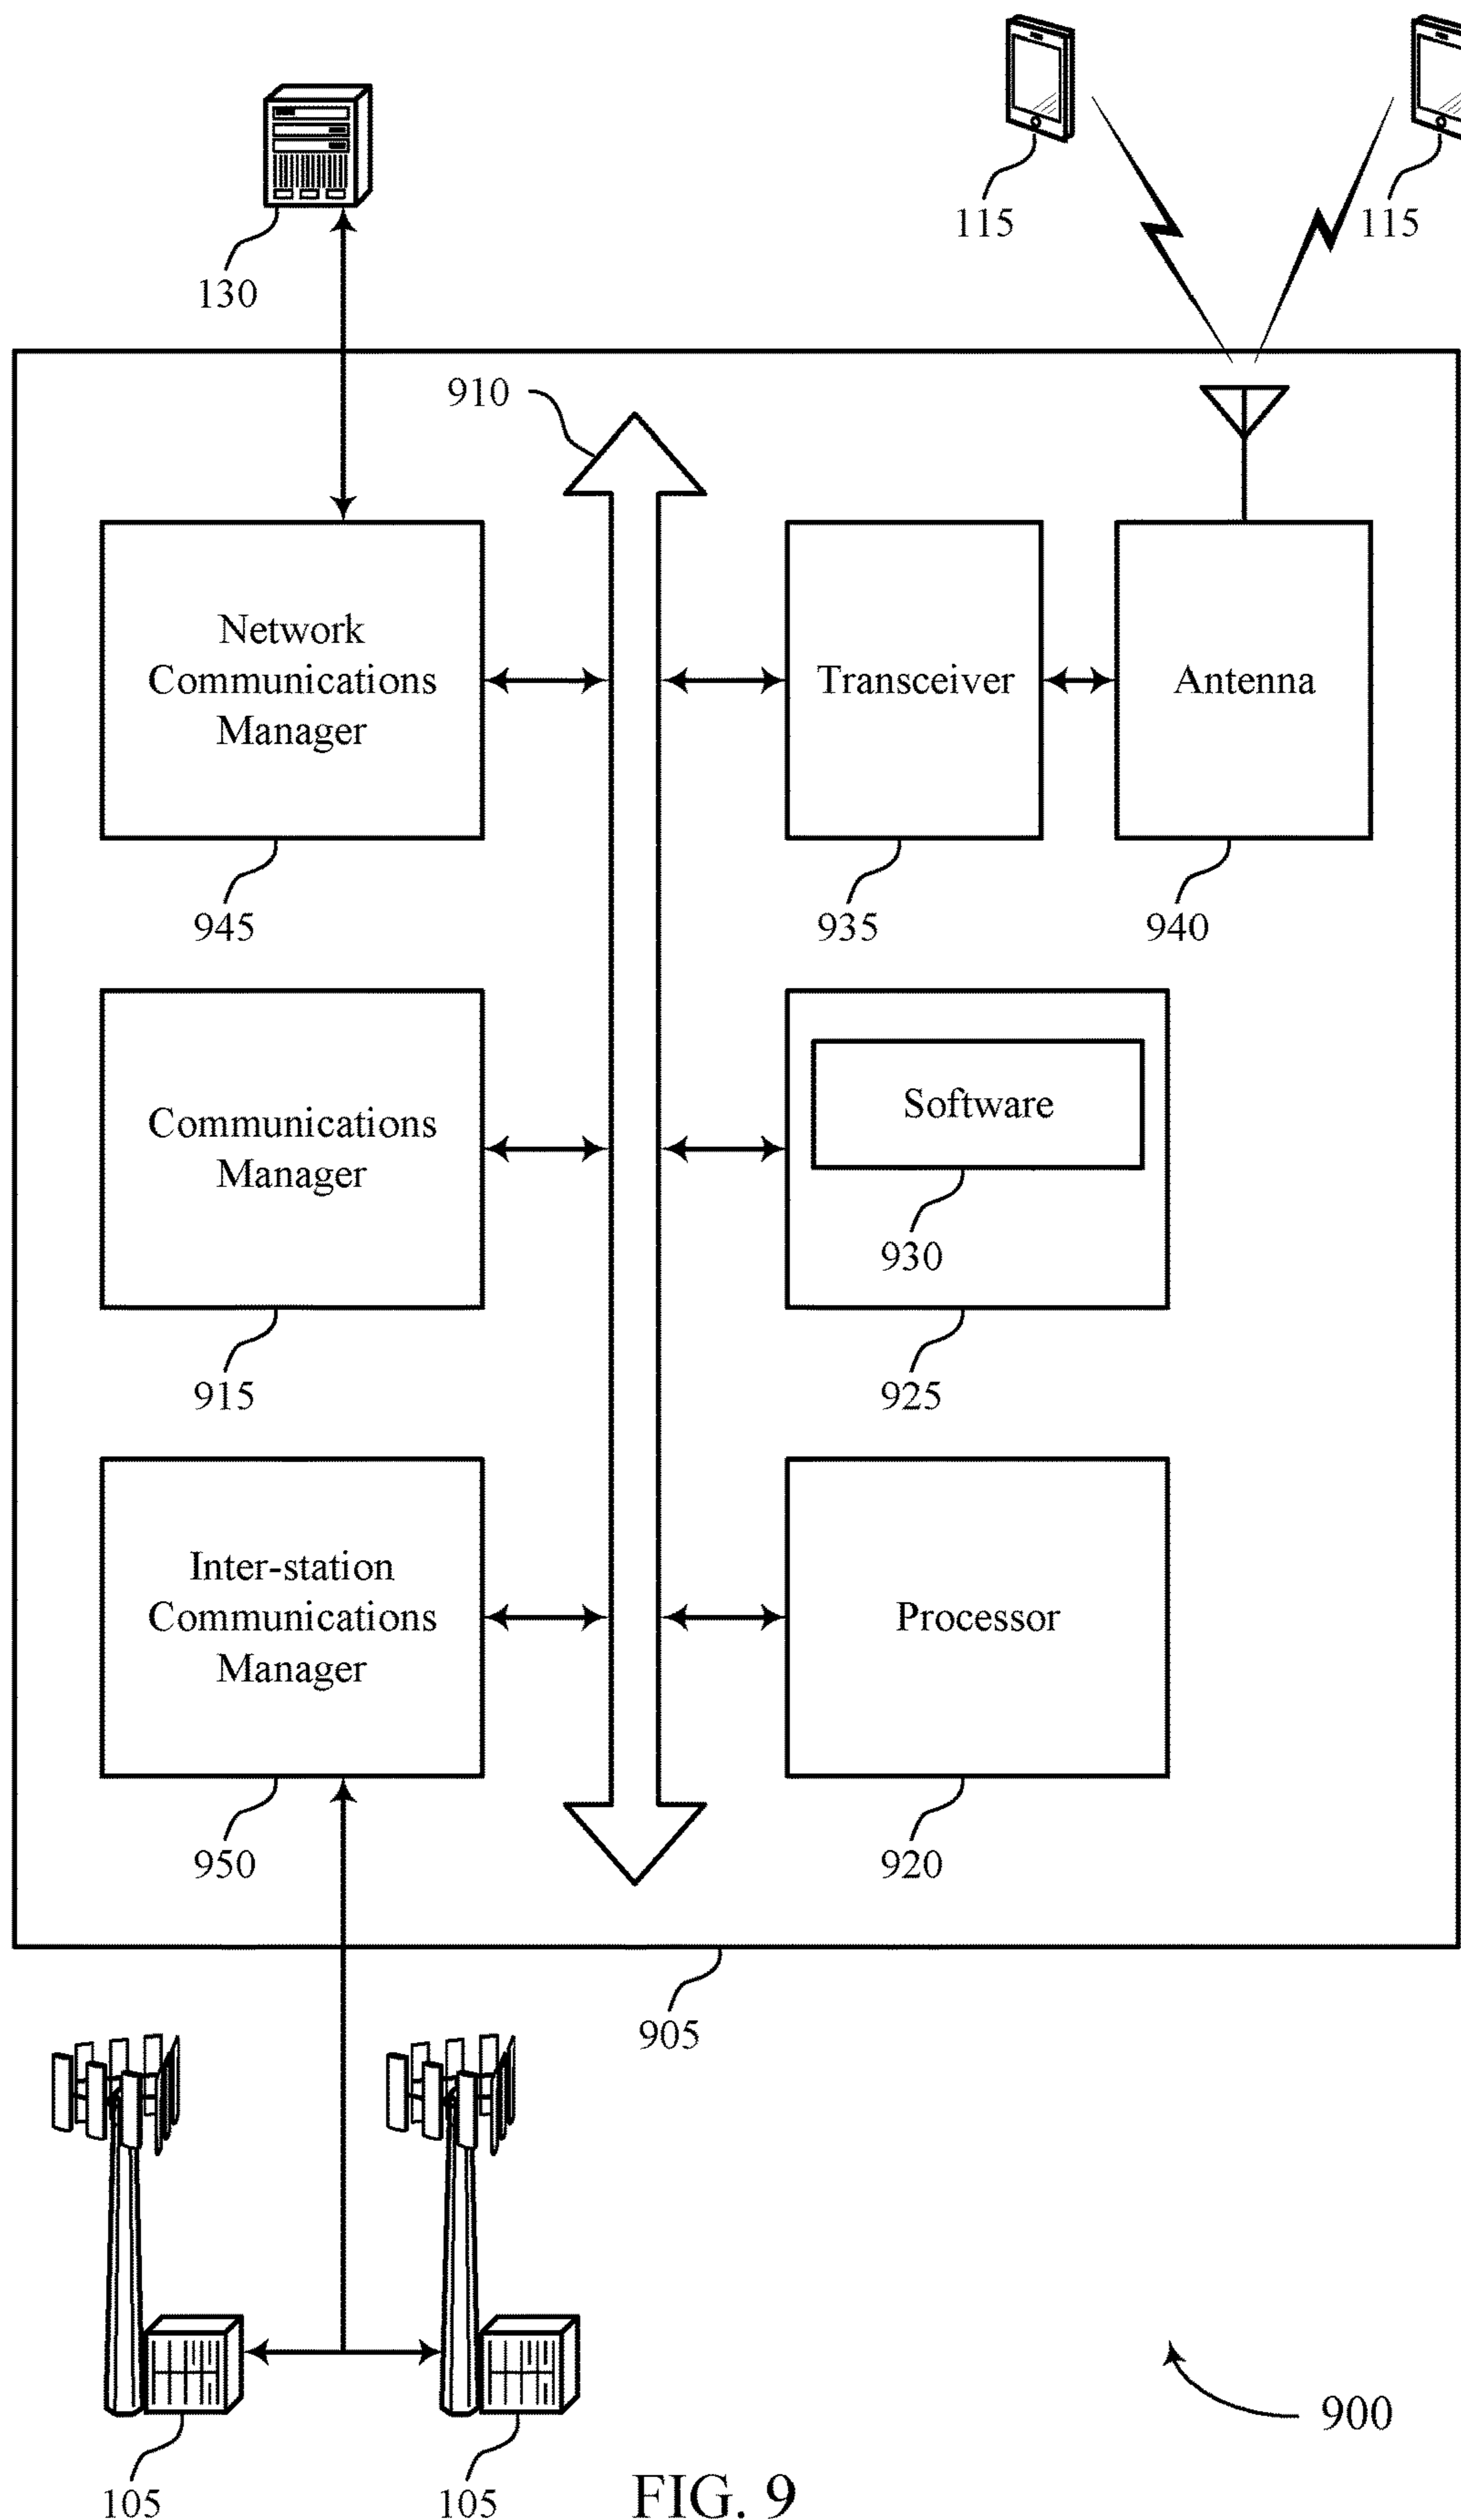 115
115
130
910
Network
Communications
Manager
Transceiver
Antenna
945
935
940
Communications
Manager
Software
930
915
925
Inter-station
Communications
Manager
Processor
950
920
905
900
105
105
FIG. 9